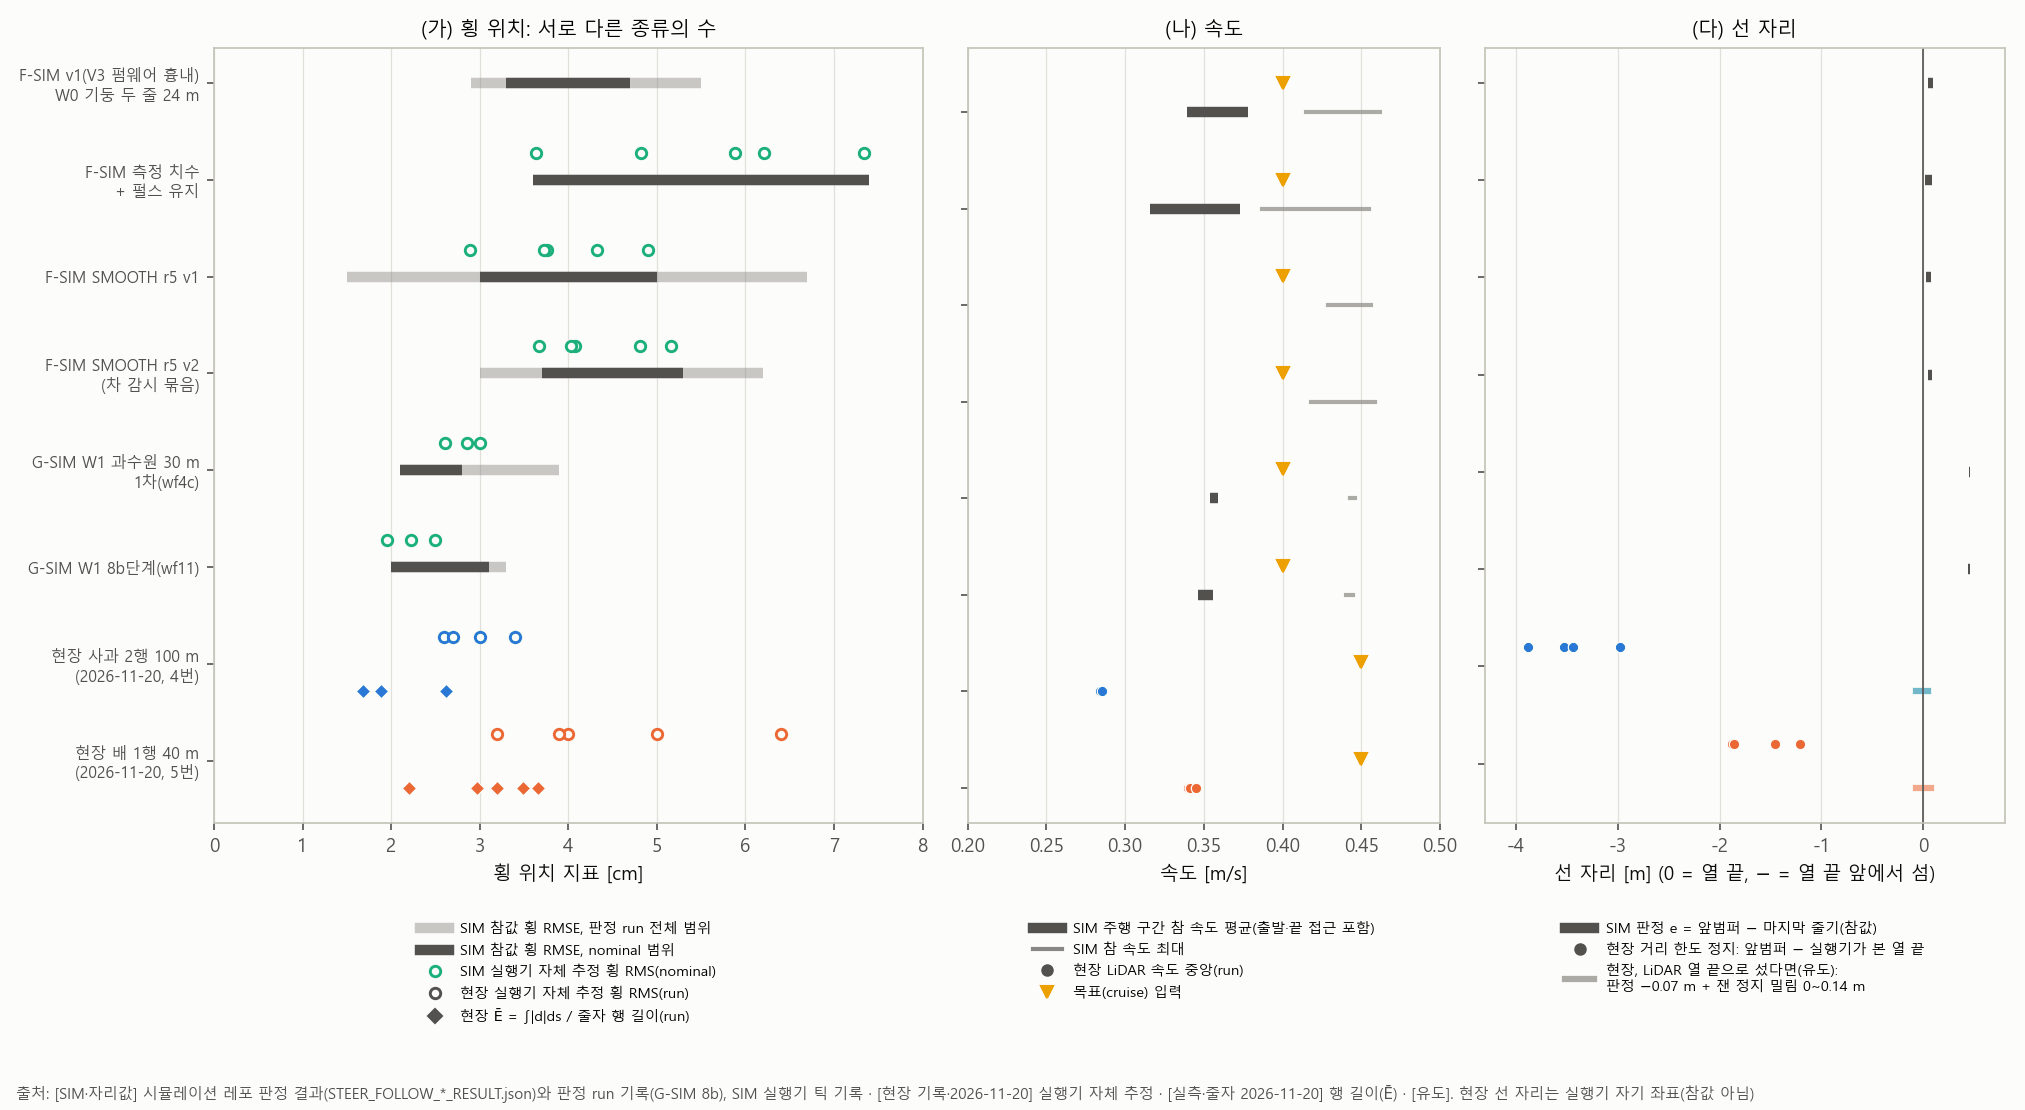 (가) 횡 위치: 서로 다른 종류의 수
(나) 속도
(다) 선 자리
F-SIM v1(V3 펌웨어 흉내)
W0 기둥 두 줄 24 m
F-SIM 측정 치수
+ 펄스 유지
F-SIM SMOOTH r5 v1
F-SIM SMOOTH r5 v2
(차 감시 묶음)
G-SIM W1 과수원 30 m
1차(wf4c)
G-SIM W1 8b단계(wf11)
현장 사과 2행 100 m
(2026-11-20, 4번)
현장 배 1행 40 m
(2026-11-20, 5번)
0 1 2 3 4 5 6 7 8
횡 위치 지표 [cm]
0.20 0.25 0.30 0.35 0.40 0.45 0.50
속도 [m/s]
-4 -3 -2 -1 0
선 자리 [m] (0 = 열 끝, − = 열 끝 앞에서 섬)
SIM 참값 횡 RMSE, 판정 run 전체 범위
SIM 참값 횡 RMSE, nominal 범위
SIM 실행기 자체 추정 횡 RMS(nominal)
현장 실행기 자체 추정 횡 RMS(run)
현장 Ē = ∫|d|ds / 줄자 행 길이(run)
SIM 주행 구간 참 속도 평균(출발·끝 접근 포함)
SIM 참 속도 최대
현장 LiDAR 속도 중앙(run)
목표(cruise) 입력
SIM 판정 e = 앞범퍼 − 마지막 줄기(참값)
현장 거리 한도 정지: 앞범퍼 − 실행기가 본 열 끝
현장, LiDAR 열 끝으로 섰다면(유도):
판정 −0.07 m + 잰 정지 밀림 0~0.14 m
출처: [SIM·자리값] 시뮬레이션 레포 판정 결과(STEER_FOLLOW_*_RESULT.json)와 판정 run 기록(G-SIM 8b), SIM 실행기 틱 기록 · [현장 기록·2026-11-20] 실행기 자체 추정 · [실측·줄자 2026-11-20] 행 길이(Ē) · [유도]. 현장 선 자리는 실행기 자기 좌표(참값 아님)